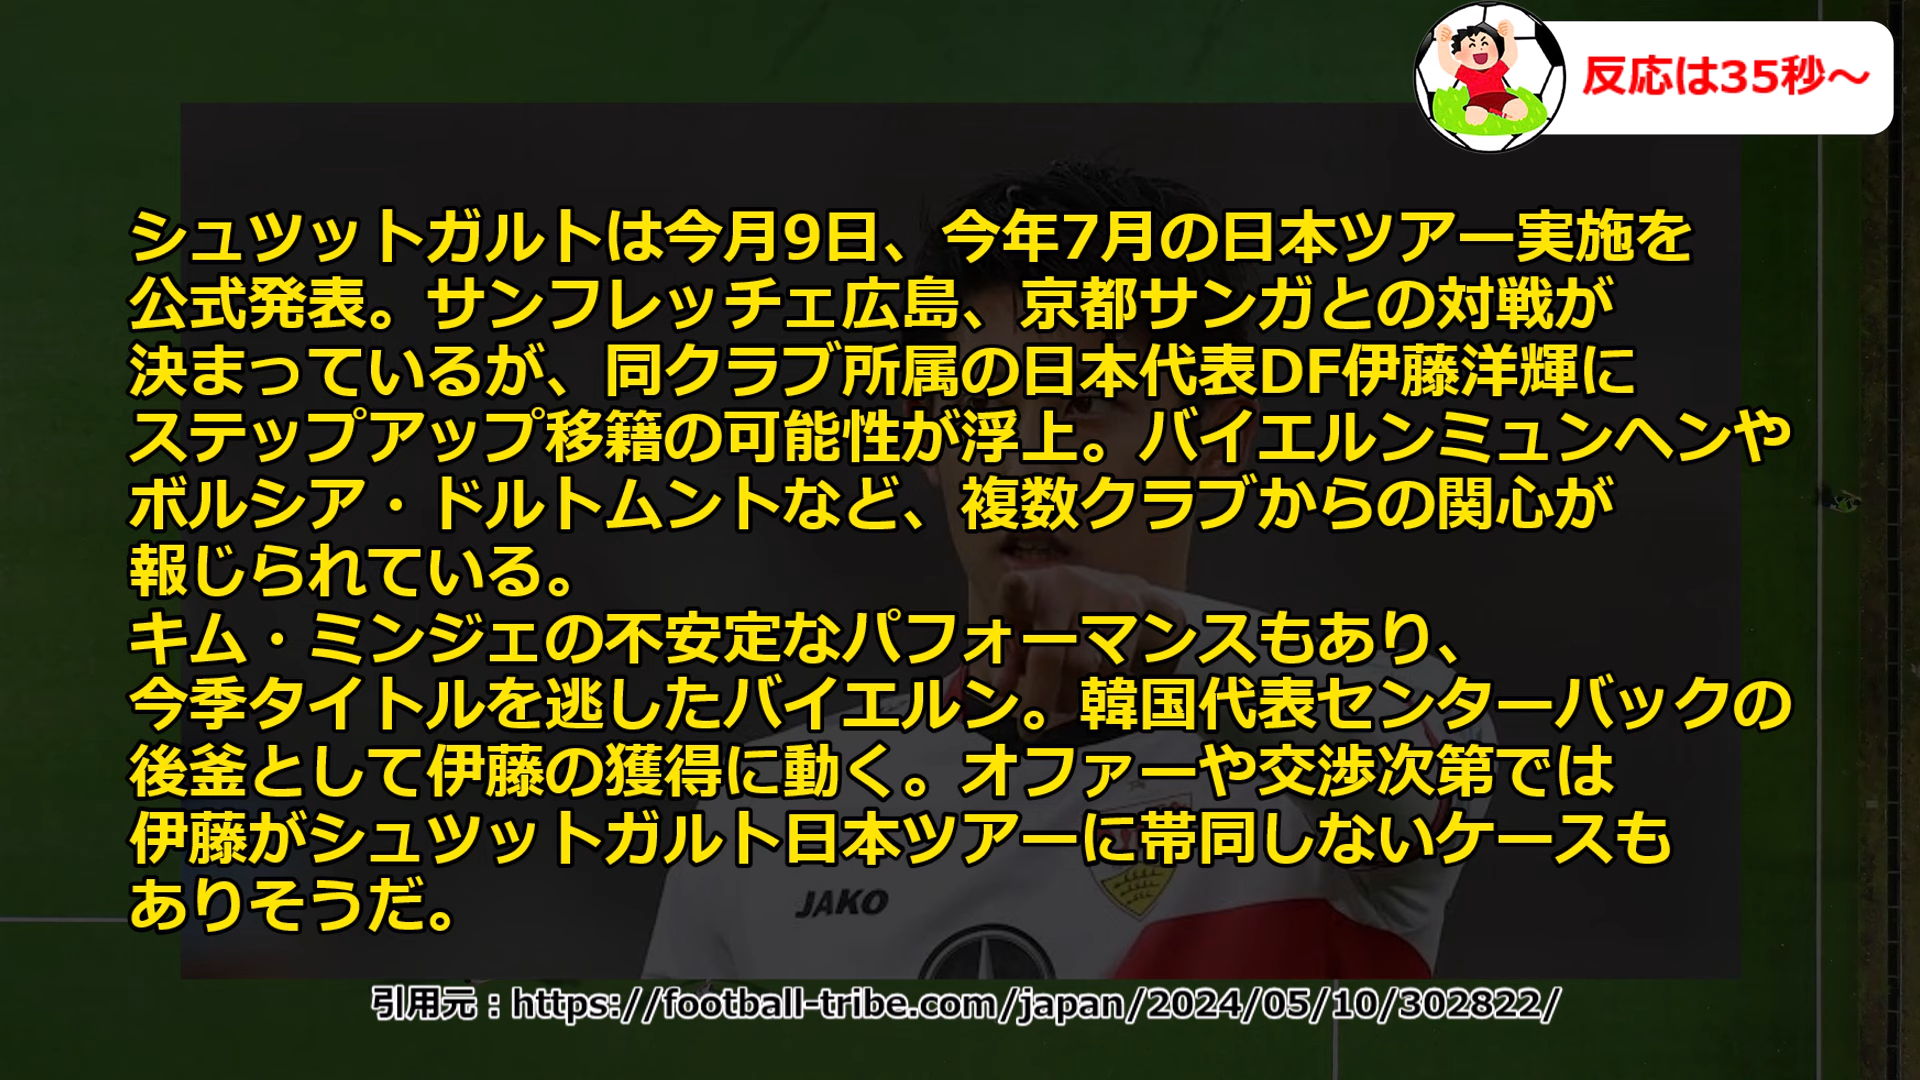 反応は35秒～
シュツットガルトは今月9日、今年7月の日本ツアー実施を
公式発表。サンフレッチェ広島、京都サンガとの対戦が
決まっているが、同クラブ所属の日本代表DF伊藤洋輝に
ステップアップ移籍の可能性が浮上。バイエルンミュンヘンや
ボルシア・ドルトムントなど、複数クラブからの関心が
報じられている。
キム・ミンジェの不安定なパフォーマンスもあり、
今季タイトルを逃したバイエルン。韓国代表センターバックの
後釜として伊藤の獲得に動く。オファーや交渉次第では
伊藤がシュツットガルト日本ツアーに帯同しないケースも
ありそうだ。
JAKO
引用元：https://football-tribe.com/japan/2024/05/10/302822/